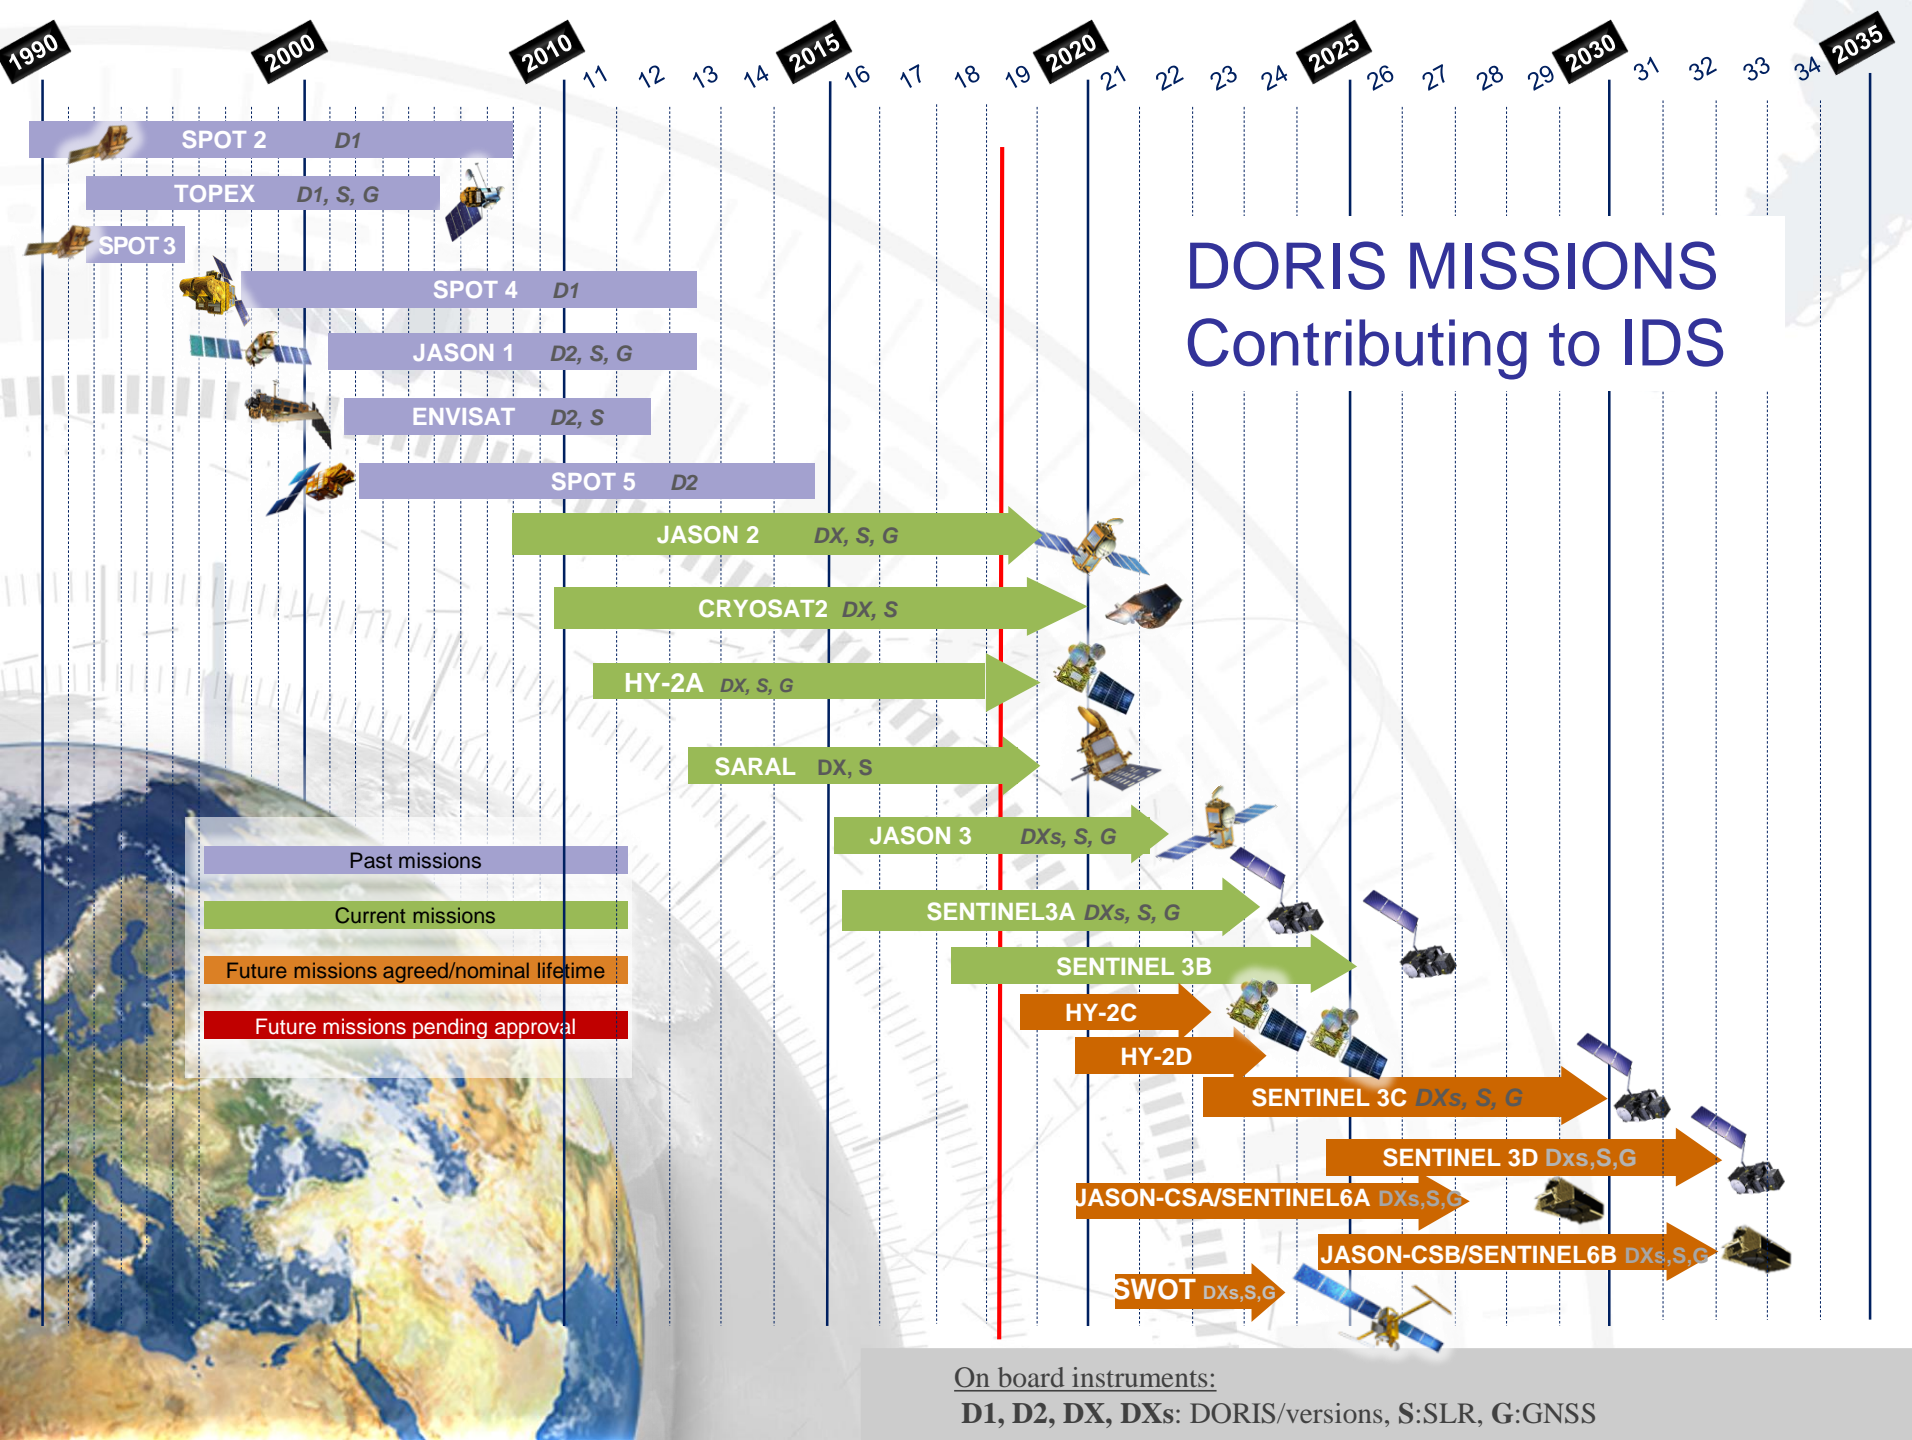 1990
2000
2010
11
12
13
14
2015
16
17
18
19
2020
21
22
23
24
2025
26
27
28
29
2030
31
32
33
34
2035
SPOT 2 D1
TOPEX D1, S, G
SPOT 3
SPOT 4 D1
JASON 1 D2, S, G
ENVISAT D2, S
SPOT 5 D2
DORIS MISSIONS
Contributing to IDS
JASON 2 DX, S, G
CRYOSAT2 DX, S
HY-2A DX, S, G
SARAL DX, S
JASON 3 DXs, S, G
SENTINEL3A DXs, S, G
SENTINEL 3B
HY-2C
HY-2D
SENTINEL 3C DXs, S, G
SENTINEL 3D Dxs,S,G
JASON-CSA/SENTINEL6A DXs,S,G
JASON-CSB/SENTINEL6B DXs,S,G
SWOT DXs,S,G
Past missions
Current missions
Future missions agreed/nominal lifetime
Future missions pending approval
On board instruments:
D1, D2, DX, DXs: DORIS/versions, S:SLR, G:GNSS